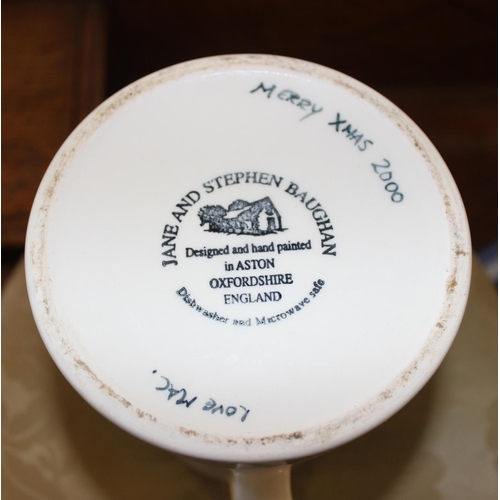 MERRY XMAS 2000
JANE AND STEPHEN BAUGHAN
Designed and hand painted
in ASTON
OXFORDSHIRE
ENGLAND
Dishwasher and Microwave safe
LOVE MAC.